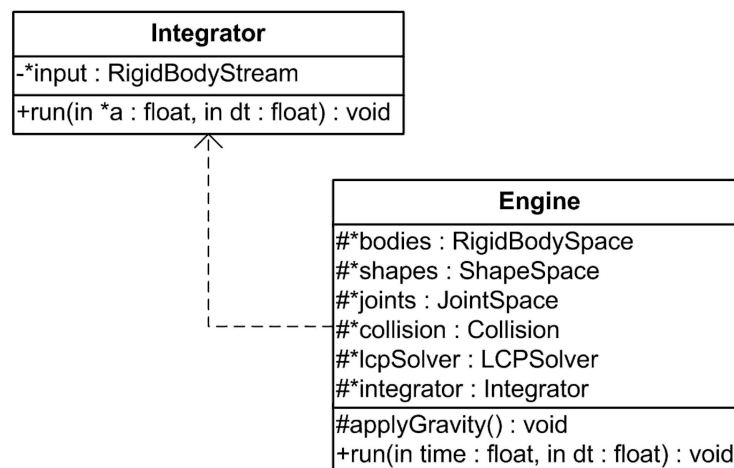 Integrator
-*input : RigidBodyStream
+run(in *a : float, in dt : float) : void
Engine
#*bodies : RigidBodySpace
#*shapes : ShapeSpace
#*joints : JointSpace
#*collision : Collision
#*lcpSolver : LCPSolver
#*integrator : Integrator
#applyGravity() : void
+run(in time : float, in dt : float) : void